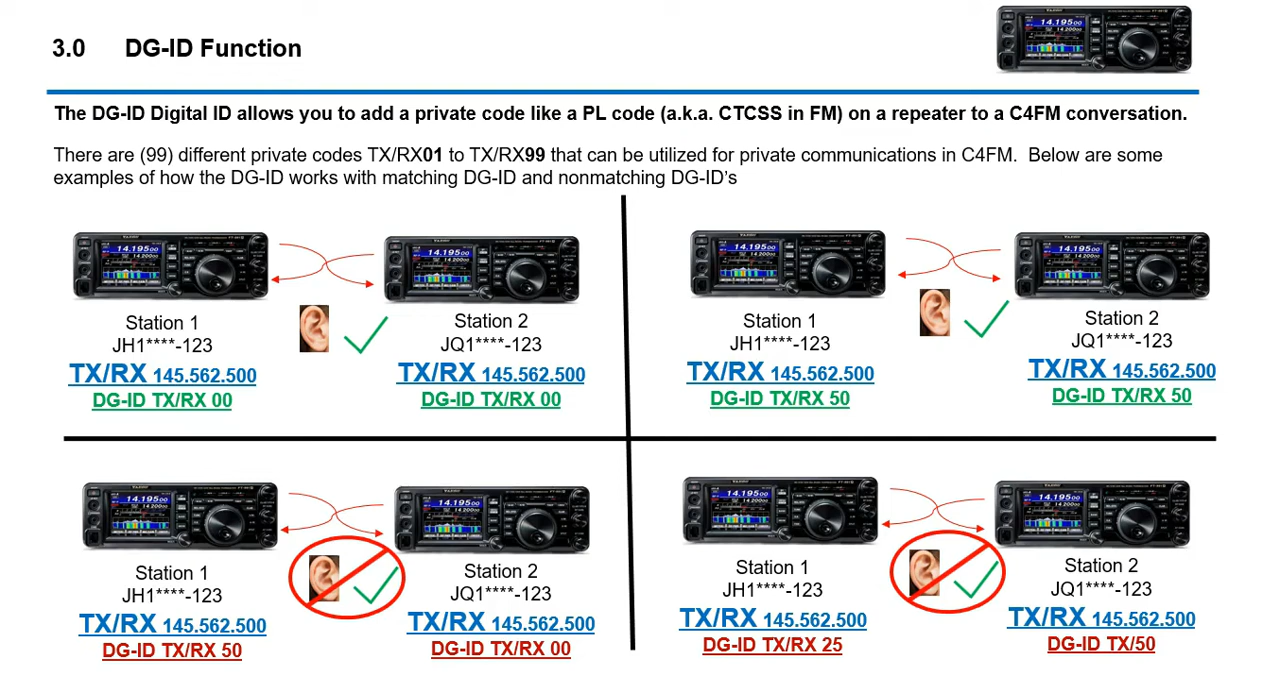 3.0 DG-ID Function
The DG-ID Digital ID allows you to add a private code like a PL code (a.k.a. CTCSS in FM) on a repeater to a C4FM conversation.
There are (99) different private codes TX/RX01 to TX/RX99 that can be utilized for private communications in C4FM. Below are some
examples of how the DG-ID works with matching DG-ID and nonmatching DG-ID's
Station 1
JH1****-123
TX/RX 145.562.500
DG-ID TX/RX 00
Station 2
JQ1****-123
TX/RX 145.562.500
DG-ID TX/RX 00
Station 1
JH1****-123
TX/RX 145.562.500
DG-ID TX/RX 50
Station 2
JQ1****-123
TX/RX 145.562.500
DG-ID TX/RX 50
Station 1
JH1****-123
TX/RX 145.562.500
DG-ID TX/RX 50
Station 2
JQ1****-123
TX/RX 145.562.500
DG-ID TX/RX 00
Station 1
JH1****-123
TX/RX 145.562.500
DG-ID TX/RX 25
Station 2
JQ1****-123
TX/RX 145.562.500
DG-ID TX/50